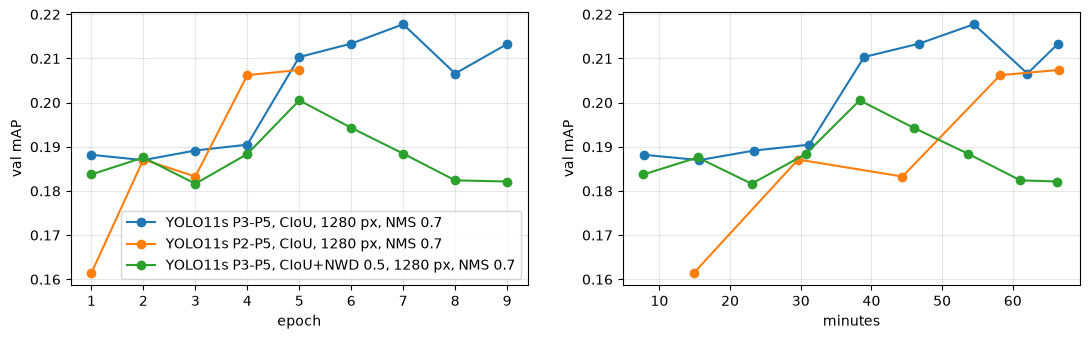 0.22
0.21
0.20
0.19
0.18
0.17
0.16
val mAP
1 2 3 4 5 6 7 8 9
epoch
YOLO11s P3-P5, CIoU, 1280 px, NMS 0.7
YOLO11s P2-P5, CIoU, 1280 px, NMS 0.7
YOLO11s P3-P5, CIoU+NWD 0.5, 1280 px, NMS 0.7
0.22
0.21
0.20
0.19
0.18
0.17
0.16
val mAP
10 20 30 40 50 60
minutes